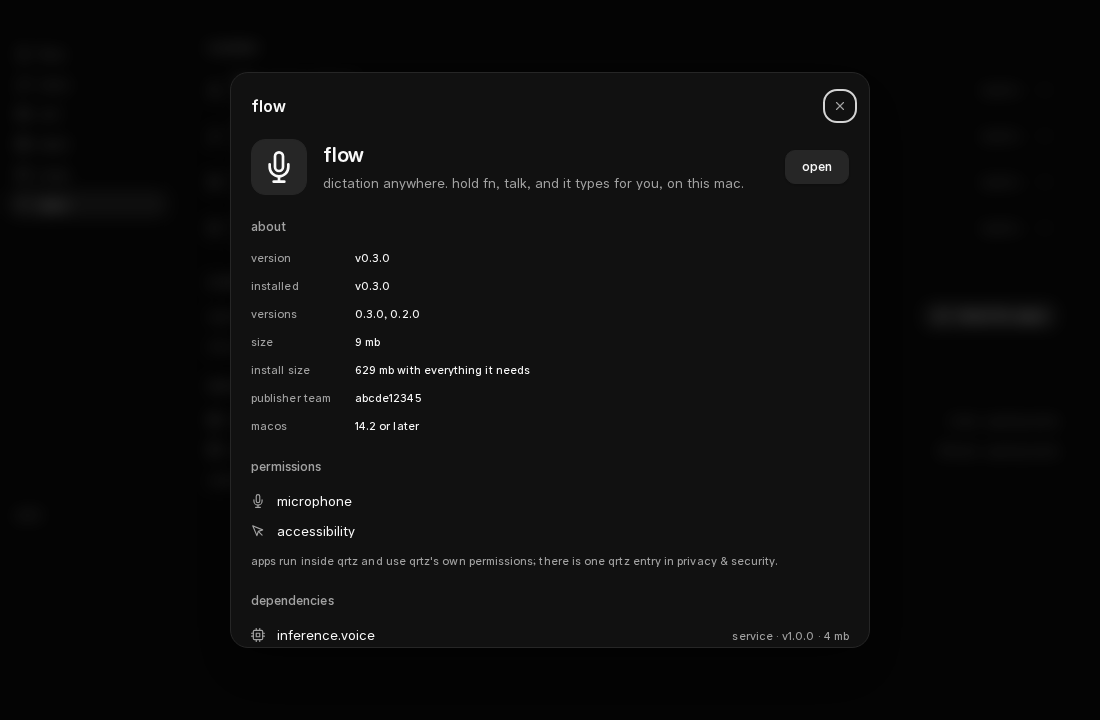 flow
flow
dictation anywhere. hold fn, talk, and it types for you, on this mac.
open
about
version v0.3.0
installed v0.3.0
versions 0.3.0, 0.2.0
size 9 mb
install size 629 mb with everything it needs
publisher team abcde12345
macos 14.2 or later
permissions
microphone
accessibility
apps run inside qrtz and use qrtz's own permissions; there is one qrtz entry in privacy & security.
dependencies
inference.voice service · v1.0.0 · 4 mb